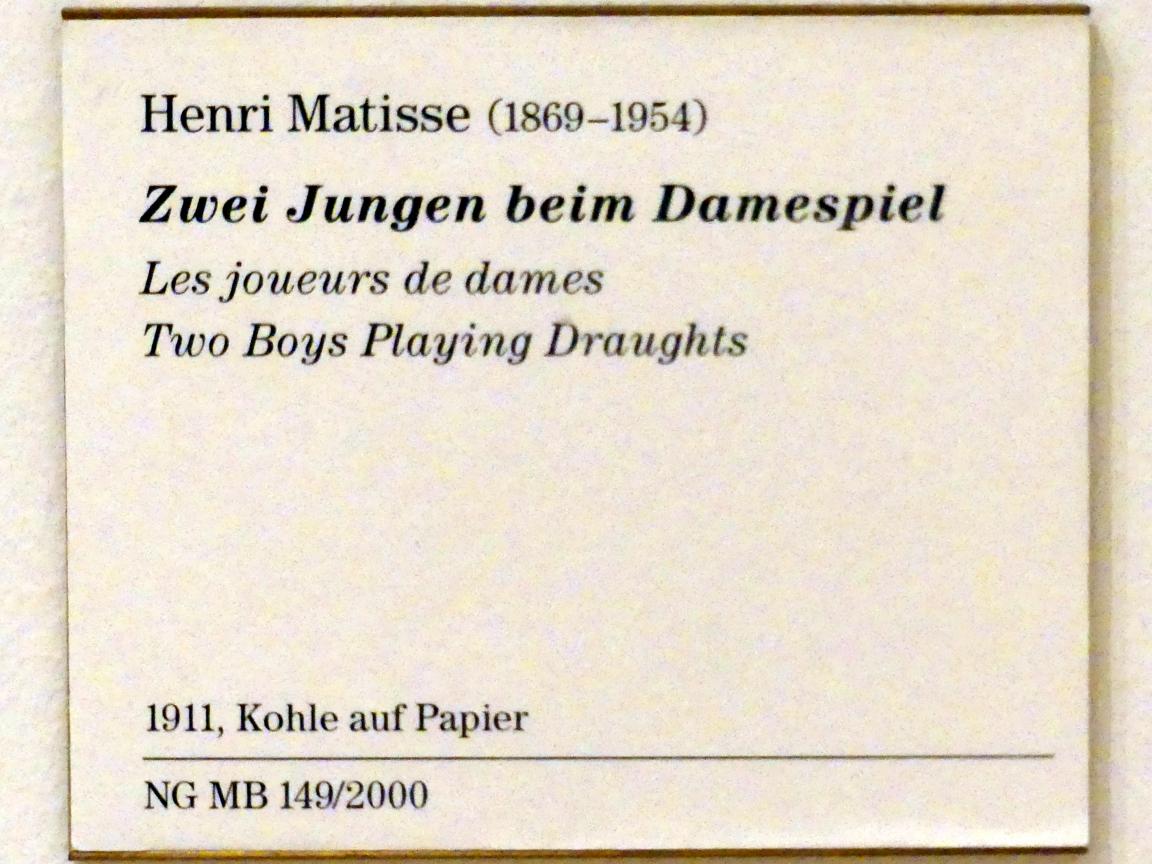 Henri Matisse (1869–1954)
Zwei Jungen beim Damespiel
Les joueurs de dames
Two Boys Playing Draughts
1911, Kohle auf Papier
NG MB 149/2000